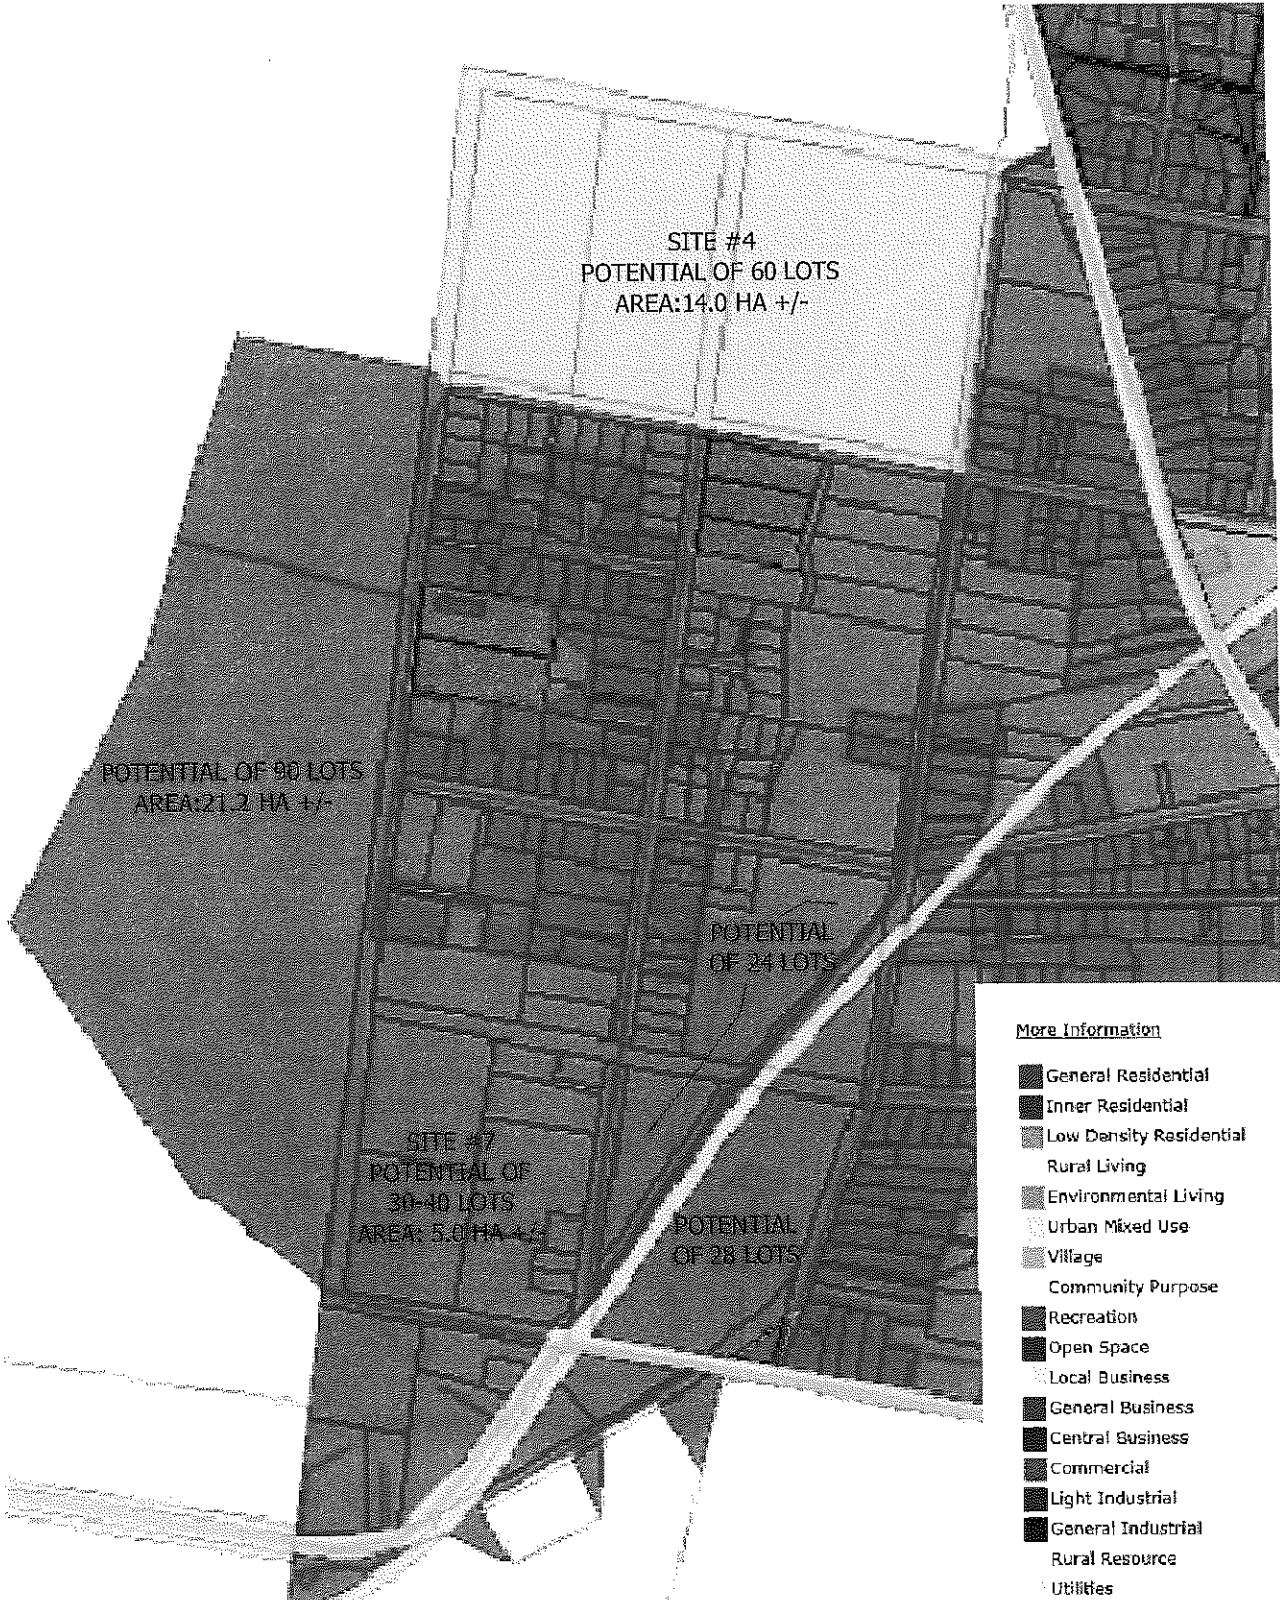 SITE #4
POTENTIAL OF 60 LOTS
AREA:14.0 HA +/-
POTENTIAL OF 90 LOTS
AREA:21.2 HA +/-
POTENTIAL
OF 24 LOTS
SITE #7
POTENTIAL OF
30-40 LOTS
AREA: 5.0 HA +/-
POTENTIAL
OF 28 LOTS
More Information
General Residential
Inner Residential
Low Density Residential
Rural Living
Environmental Living
Urban Mixed Use
Village
Community Purpose
Recreation
Open Space
Local Business
General Business
Central Business
Commercial
Light Industrial
General Industrial
Rural Resource
Utilities